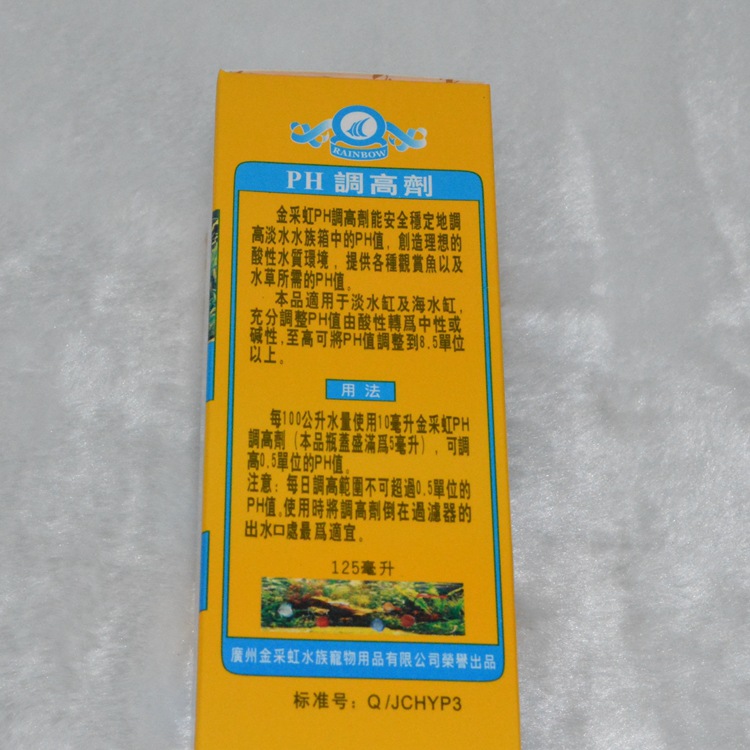 RAINBOW
PH 調高劑
金采虹PH調高劑能安全穩定地調
高淡水水族箱中的PH值，創造理想的
酸性水質環境，提供各種觀賞魚以及
水草所需的PH值。
本品適用于淡水缸及海水缸，
充分調整PH值由酸性轉爲中性或
碱性，至高可將PH值調整到8.5單位
以上。
用法
每100公升水量使用10毫升金采虹PH
調高劑（本品瓶蓋盛滿爲5毫升），可調
高0.5單位的PH值。
注意：每日調高範圍不可超過0.5單位的
PH值，使用時將調高劑倒在過濾器的
出水口處最爲適宜。
125毫升
廣州金采虹水族寵物用品有限公司榮譽出品
标准号：Q/JCHYP3